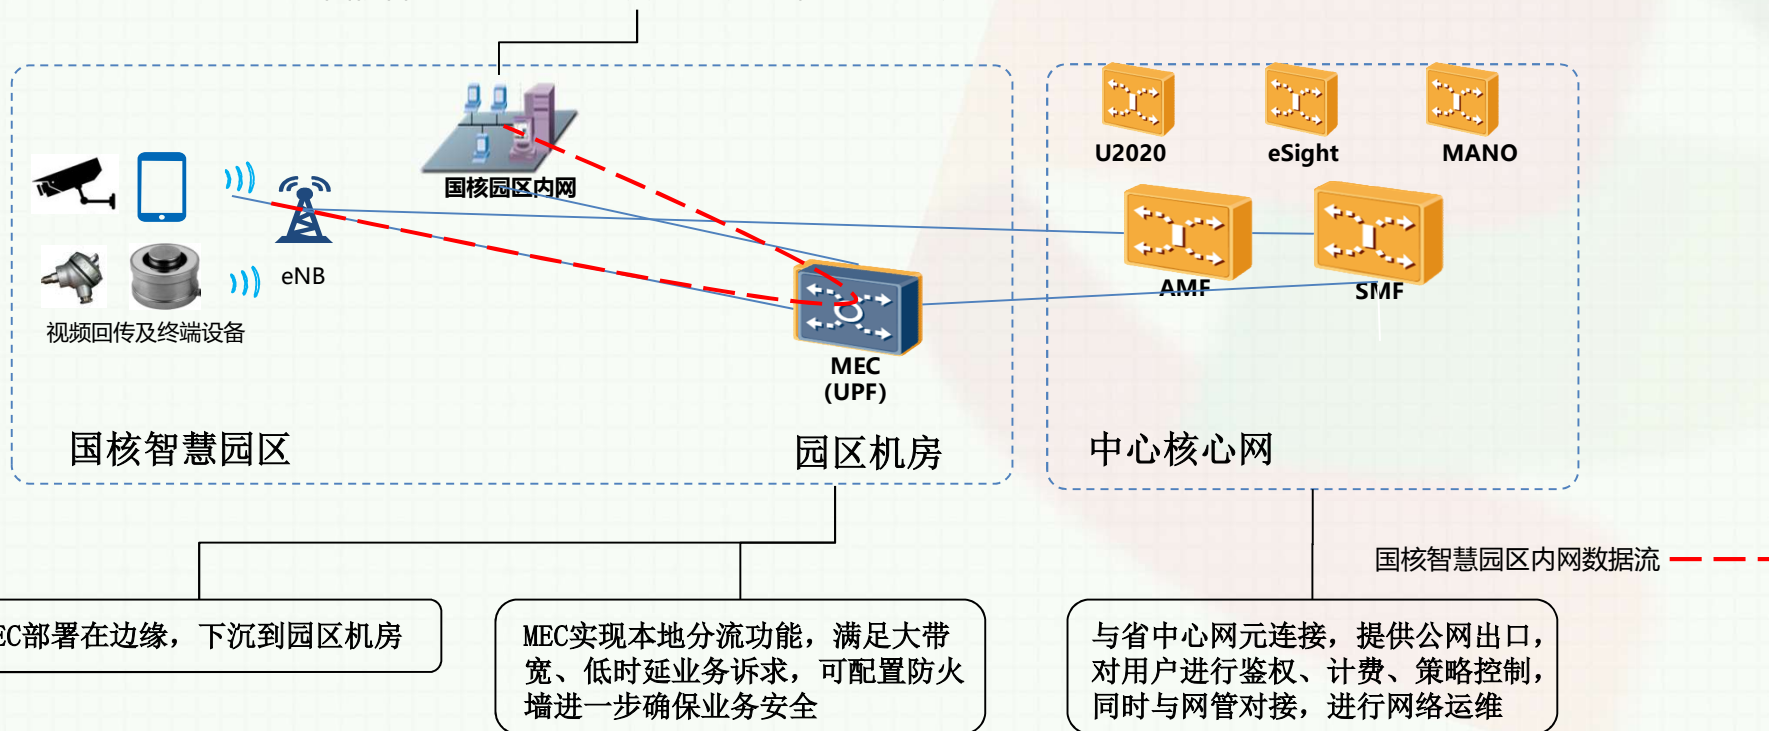 U2020
eSight
MANO
国核园区内网
eNB
AMF
SMF
视频回传及终端设备
MEC
(UPF)
国核智慧园区
园区机房
中心核心网
国核智慧园区内网数据流
EC部署在边缘，下沉到园区机房
MEC实现本地分流功能，满足大带
宽、低时延业务诉求，可配置防火
墙进一步确保业务安全
与省中心网元连接，提供公网出口，
对用户进行鉴权、计费、策略控制，
同时与网管对接，进行网络运维